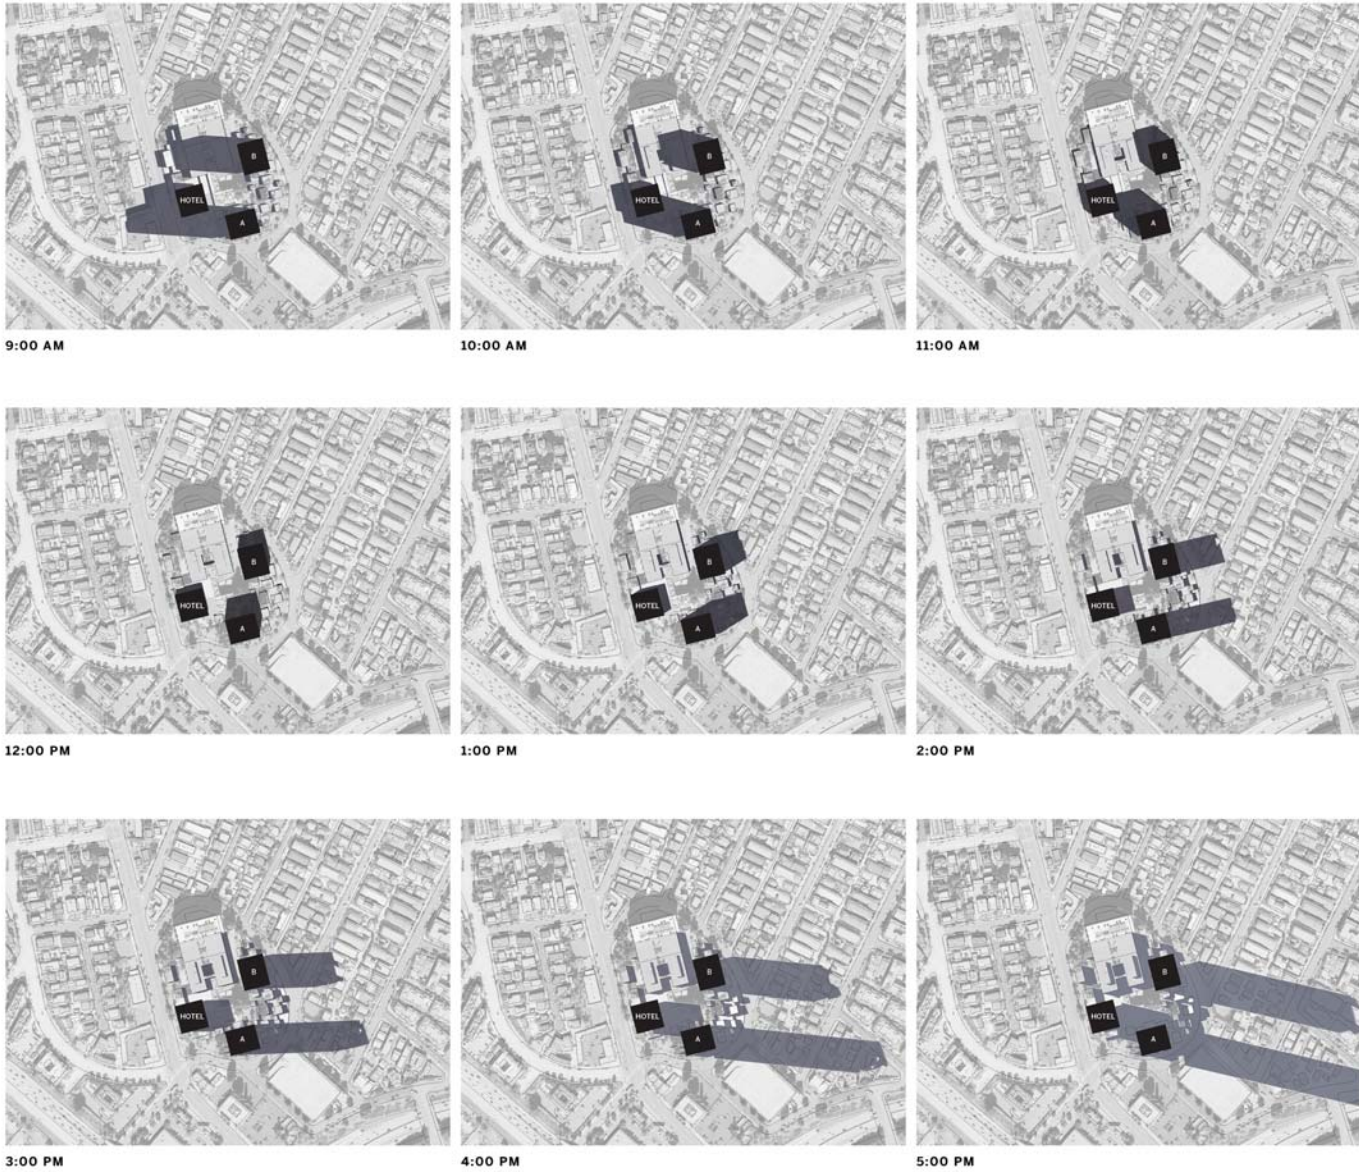 B
HOTEL
A
9:00 AM
B
HOTEL
A
10:00 AM
B
HOTEL
A
11:00 AM
B
HOTEL
A
12:00 PM
B
HOTEL
A
1:00 PM
B
HOTEL
A
2:00 PM
B
HOTEL
A
3:00 PM
B
HOTEL
A
4:00 PM
B
HOTEL
A
5:00 PM